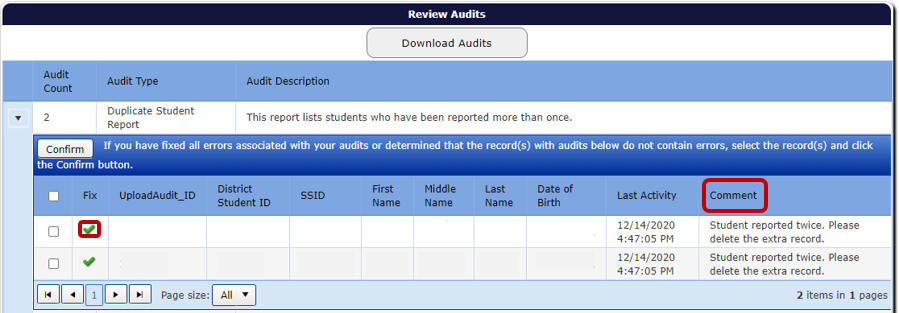 Review Audits
Download Audits
Audit Count
Audit Type
Audit Description
2
Duplicate Student Report
This report lists students who have been reported more than once.
Confirm
If you have fixed all errors associated with your audits or determined that the record(s) with audits below do not contain errors, select the record(s) and click
the Confirm button.
Fix
UploadAudit_ID
District Student ID
SSID
First Name
Middle Name
Last Name
Date of Birth
Last Activity
Comment
12/14/2020 4:47:05 PM
Student reported twice. Please
delete the extra record.
12/14/2020 4:47:05 PM
Student reported twice. Please
delete the extra record.
1
Page size:
All
2 items in 1 pages